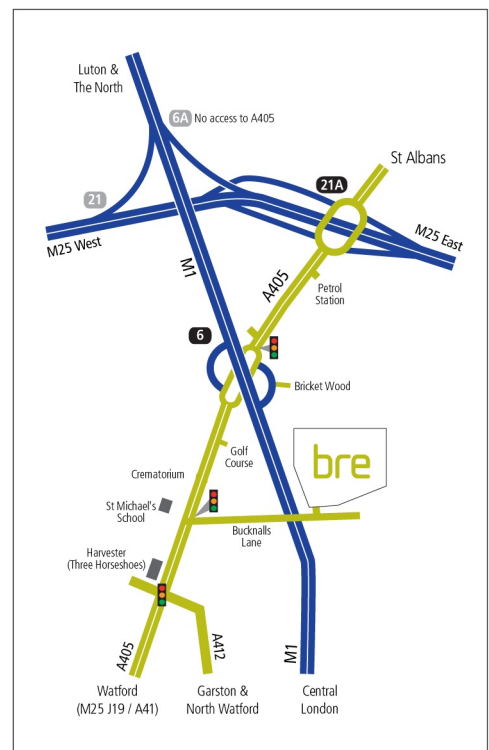 Luton &
The North
6A No access to A405
St Albans
21A
21
M25 West
M25 East
M1
A405
Petrol
Station
6
Bricket Wood
bre
Golf
Course
Crematorium
St Michael's
School
Bucknalls
Lane
Harvester
(Three Horseshoes)
A405
A412
M1
Watford
(M25 J19 / A41)
Garston &
North Watford
Central
London